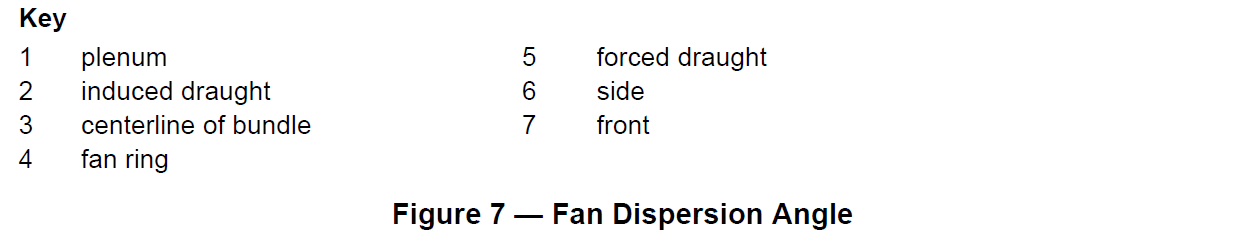 Key
1 plenum 5 forced draught
2 induced draught 6 side
3 centerline of bundle 7 front
4 fan ring
Figure 7 — Fan Dispersion Angle